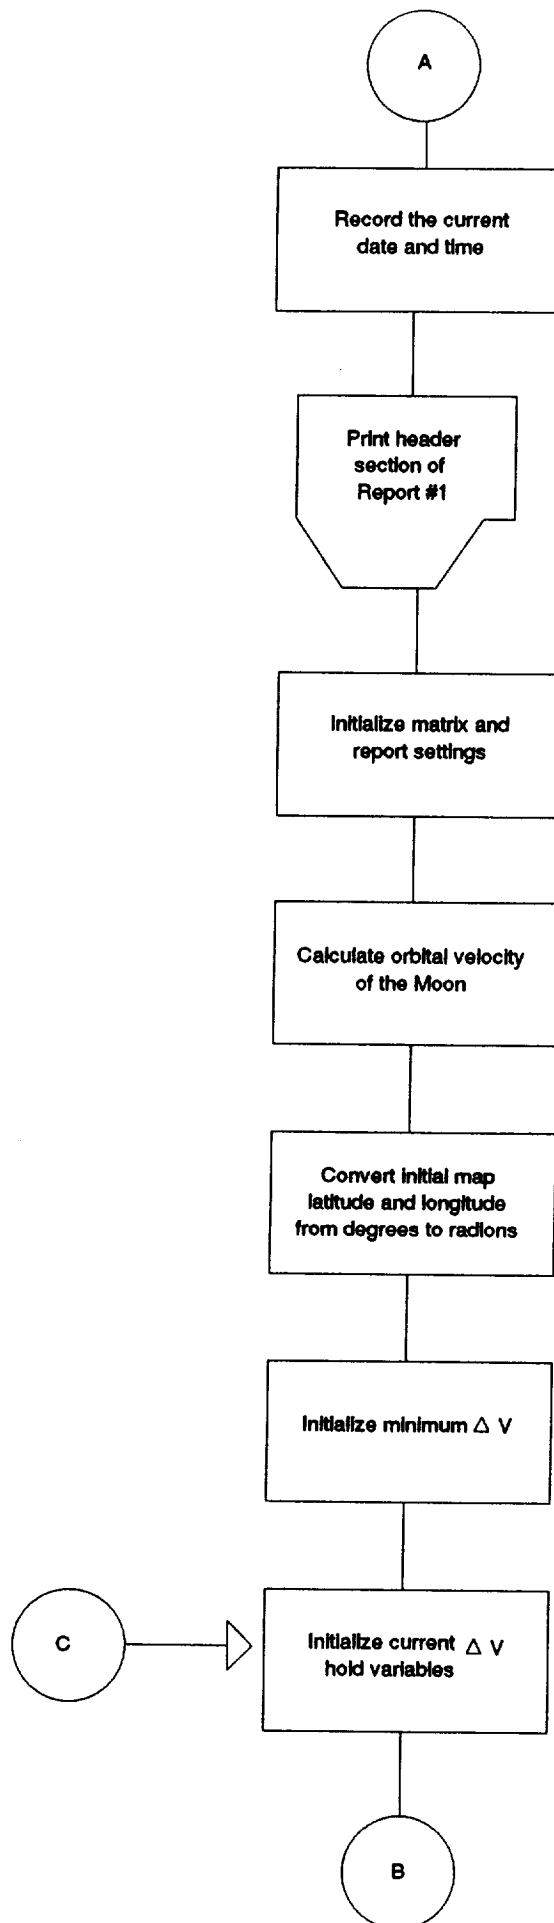 A
Record the current
date and time
Print header
section of
Report #1
Initialize matrix and
report settings
Calculate orbital velocity
of the Moon
Convert initial map
latitude and longitude
from degrees to radions
Initialize minimum Δ V
C
Initialize current Δ V
hold variables
B